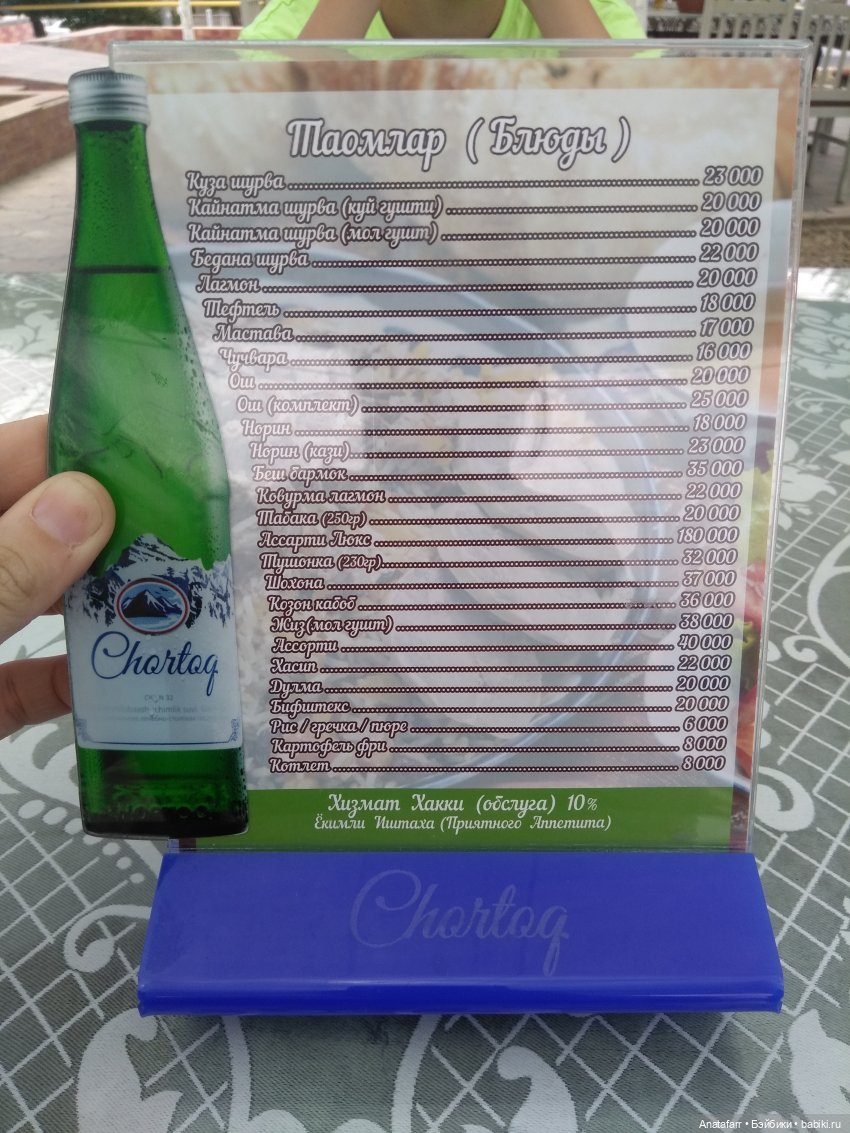 Таомлар (Блюды)
Куза шурва 23 000
Кайнатма шурва (куй гушти) 20 000
Кайнатма шурва (мол гушт) 20 000
Бедана шурва 22 000
Лагмон 20 000
Тефтель 18 000
Мастава 17 000
Чучвара 16 000
Ош 20 000
Ош (комплект) 25 000
Норин 18 000
Норин (кази) 23 000
Беш бармок 35 000
Ковурма лагмон 22 000
Табака (250гр) 20 000
Ассарти Люкс 180 000
Тушонка (230гр) 32 000
Шохона 37 000
Козон кабоб 36 000
Жиз(мол гушт) 38 000
Ассорти 40 000
Хасип 22 000
Дулма 20 000
Бифштекс 20 000
Рис / гречка / пюре 6 000
Картофель фри 8 000
Котлет 8 000
Хизмат Хакки (обслуга) 10%
Ёкимли Иштаха (Приятного Аппетита)
Chortoq
Chortoq
Anatafarr • Бэйбики • babiki.ru